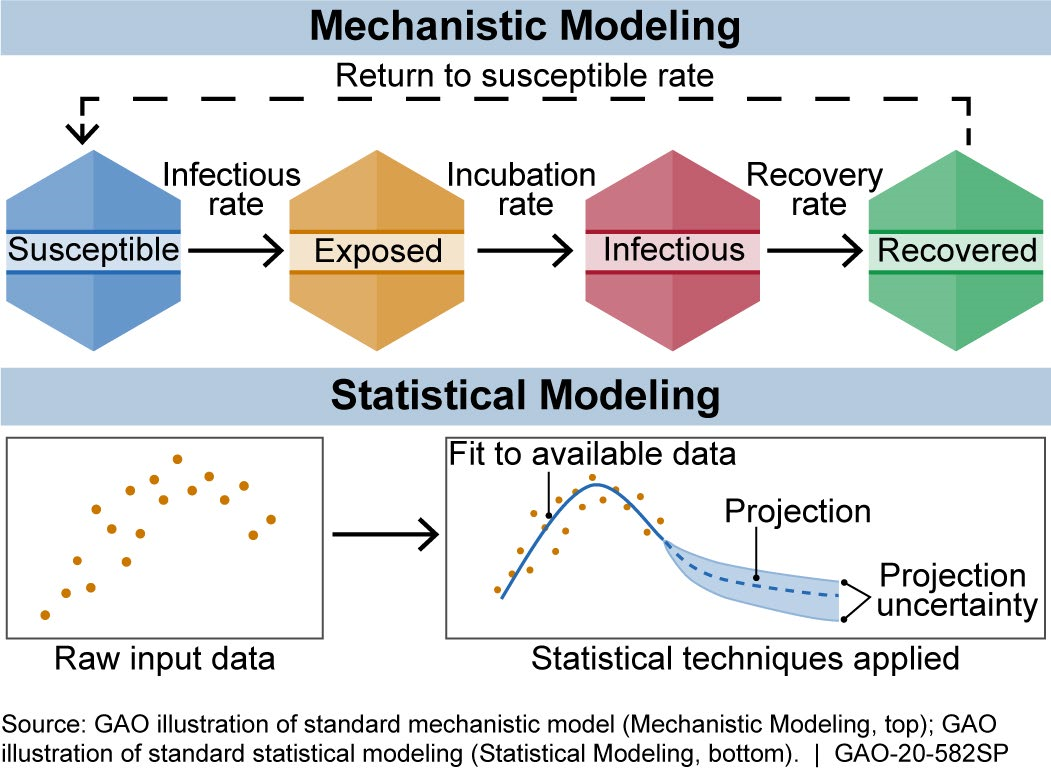 Mechanistic Modeling
Return to susceptible rate
Infectious
rate
Incubation
rate
Recovery
rate
Susceptible
Exposed
Infectious
Recovered
Statistical Modeling
Fit to available data
Projection
Projection
uncertainty
Raw input data
Statistical techniques applied
Source: GAO illustration of standard mechanistic model (Mechanistic Modeling, top); GAO
illustration of standard statistical modeling (Statistical Modeling, bottom). | GAO-20-582SP